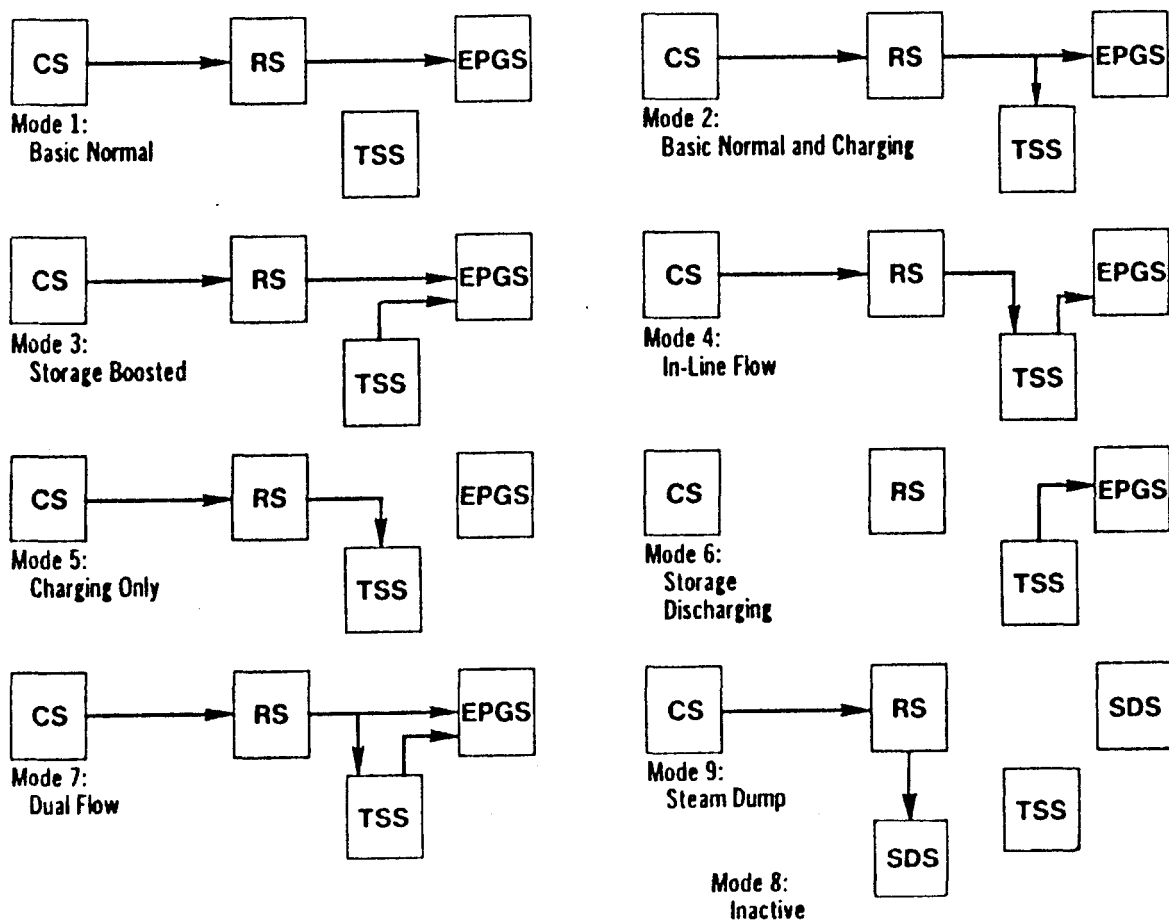 CS
RS
EPGS
TSS
Mode 1:
Basic Normal
CS
RS
EPGS
TSS
Mode 2:
Basic Normal and Charging
CS
RS
EPGS
TSS
Mode 3:
Storage Boosted
CS
RS
EPGS
TSS
Mode 4:
In-Line Flow
CS
RS
EPGS
TSS
Mode 5:
Charging Only
CS
RS
EPGS
TSS
Mode 6:
Storage
Discharging
CS
RS
EPGS
TSS
Mode 7:
Dual Flow
CS
RS
SDS
TSS
SDS
Mode 9:
Steam Dump
Mode 8:
Inactive